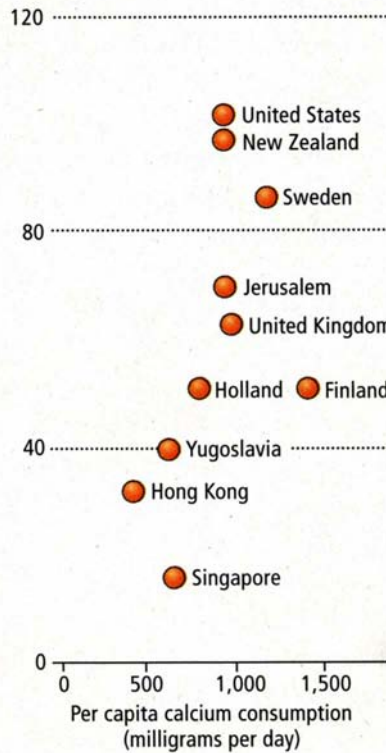 120
United States
New Zealand
Sweden
80
Jerusalem
United Kingdom
Holland
Finland
40
Yugoslavia
Hong Kong
Singapore
0
0 500 1,000 1,500
Per capita calcium consumption
(milligrams per day)